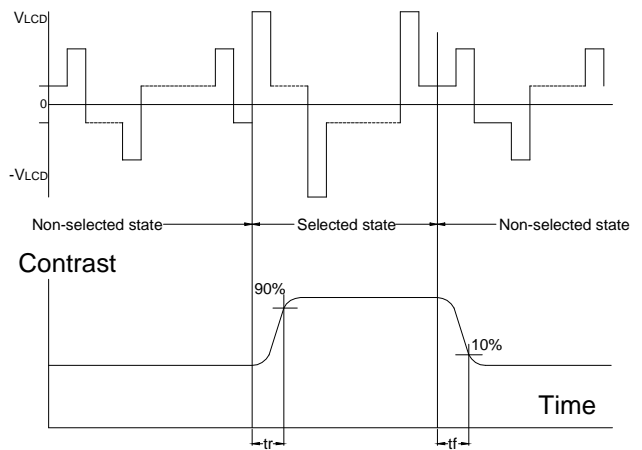 VLCD
0
-VLCD
Non-selected state
Selected state
Non-selected state
Contrast
90%
10%
Time
tr
tf